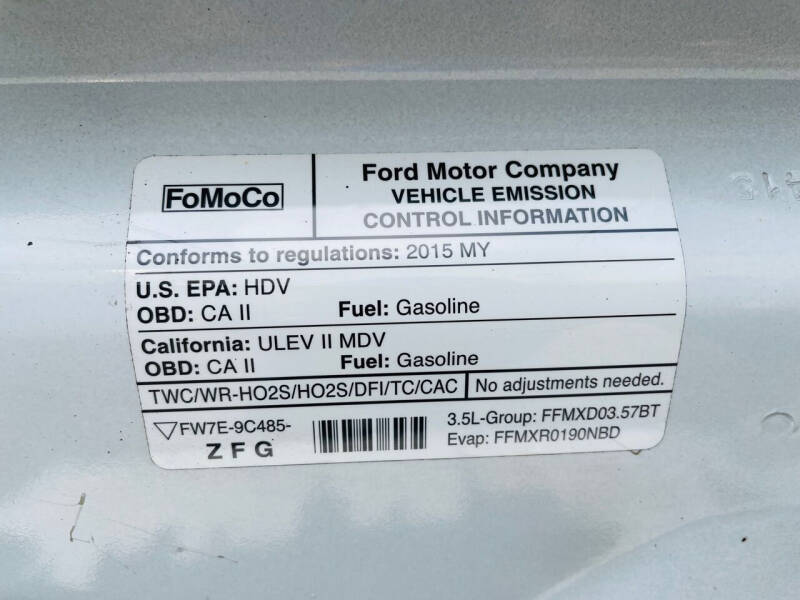 FoMoCo
Ford Motor Company
VEHICLE EMISSION
CONTROL INFORMATION
Conforms to regulations: 2015 MY
U.S. EPA: HDV
OBD: CA II Fuel: Gasoline
California: ULEV II MDV
OBD: CA II Fuel: Gasoline
TWC/WR-HO2S/HO2S/DFI/TC/CAC No adjustments needed.
FW7E-9C485-
Z F G
3.5L-Group: FFMXD03.57BT
Evap: FFMXR0190NBD